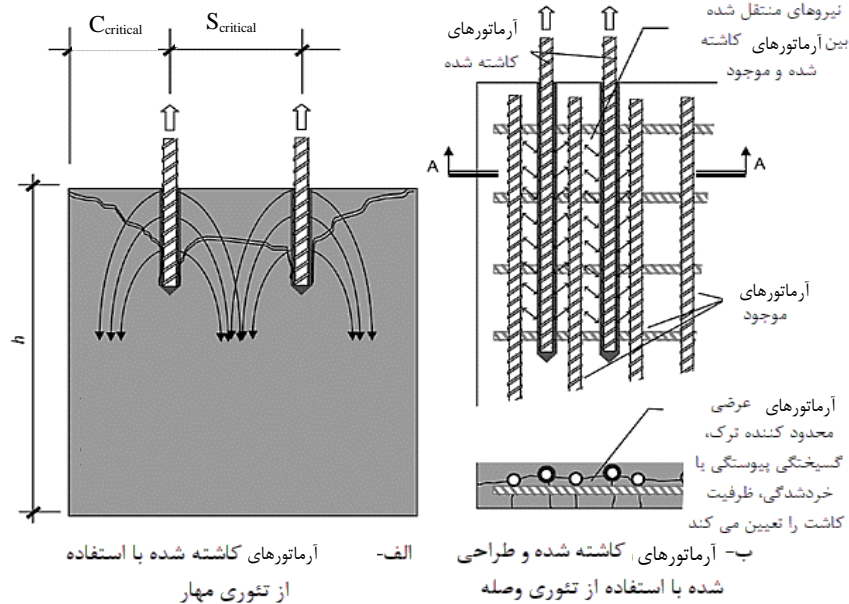 C critical
S critical
h
الف- آرماتورهای کاشته شده با استفاده
از تئوری مهار
آرماتورهای
کاشته شده
نیروهای منتقل شده
بین آرماتورهای کاشته
شده و موجود
A
A
آرماتورهای
موجود
آرماتورهای عرضی
محدود کننده ترک،
گسیختگی پیوستگی یا
خردشدگی، ظرفیت
کاشت را تعیین می کند
ب- آرماتورهای کاشته شده و طراحی
شده با استفاده از تئوری وصله